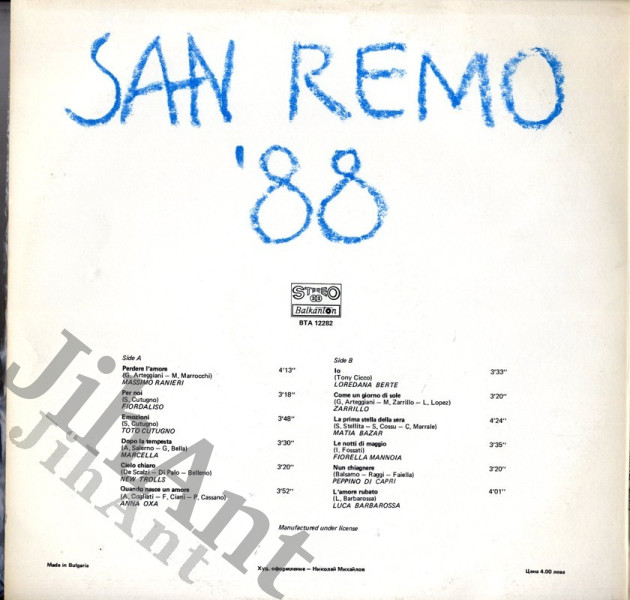 SAN REMO
'88
STEREO
Balkanton
BTA 12282
Side A
Perdere l'amore 4'13"
(G. Arteggiani – M. Marrocchi)
MASSIMO RANIERI
Per noi 3'18"
(S. Cutugno)
FIORDALISO
Emozioni 3'48"
(S. Cutugno)
TOTO CUTUGNO
Dopo la tempesta 3'30"
(A. Salerno – G. Bella)
MARCELLA
Cielo chiaro 3'20"
(De Scalzi – Di Palo – Belleno)
NEW TROLLS
Quando nasce un amore 3'52"
(A. Cogliati – F. Ciani – P. Cassano)
ANNA OXA
Side B
Io 3'33"
(Tony Cicco)
LOREDANA BERTE
Come un giorno di sole 3'20"
(G. Arteggiani – M. Zarrillo – L. Lopez)
ZARRILLO
La prima stella della sera 4'24"
(S. Stellita – S. Cossu – C. Marrale)
MATIA BAZAR
Le notti di maggio 3'35"
(I. Fossati)
FIORELLA MANNOIA
Nun chiagnere 3'20"
(Balsamo – Raggi – Faiella)
PEPPINO DI CAPRI
L'amore rubato 4'01"
(L. Barbarossa)
LUCA BARBAROSSA
Manufactured under license
Made in Bulgaria
Худ. оформление – Николай Михайлов
Цена 4.00 лева
JihAnt
JihAnt